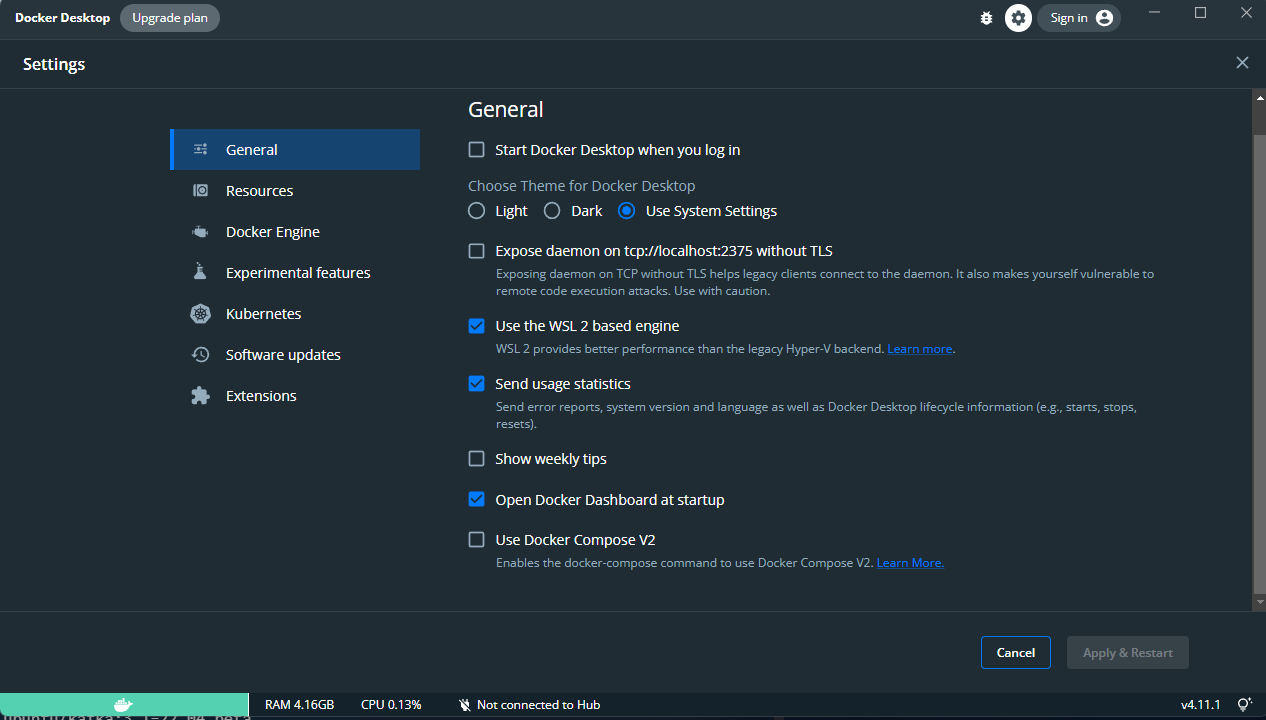 Docker Desktop
Upgrade plan
Sign in
Settings
General
Resources
Docker Engine
Experimental features
Kubernetes
Software updates
Extensions
General
Start Docker Desktop when you log in
Choose Theme for Docker Desktop
Light
Dark
Use System Settings
Expose daemon on tcp://localhost:2375 without TLS
Exposing daemon on TCP without TLS helps legacy clients connect to the daemon. It also makes yourself vulnerable to
remote code execution attacks. Use with caution.
Use the WSL 2 based engine
WSL 2 provides better performance than the legacy Hyper-V backend. Learn more.
Send usage statistics
Send error reports, system version and language as well as Docker Desktop lifecycle information (e.g., starts, stops,
resets).
Show weekly tips
Open Docker Dashboard at startup
Use Docker Compose V2
Enables the docker-compose command to use Docker Compose V2. Learn More.
Cancel
Apply & Restart
RAM 4.16GB
CPU 0.13%
Not connected to Hub
v4.11.1